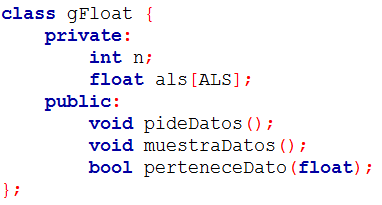 class gFloat {
    private:
        int n;
        float als[ALS];
    public:
        void pideDatos();
        void muestraDatos();
        bool perteneceDato(float);
};